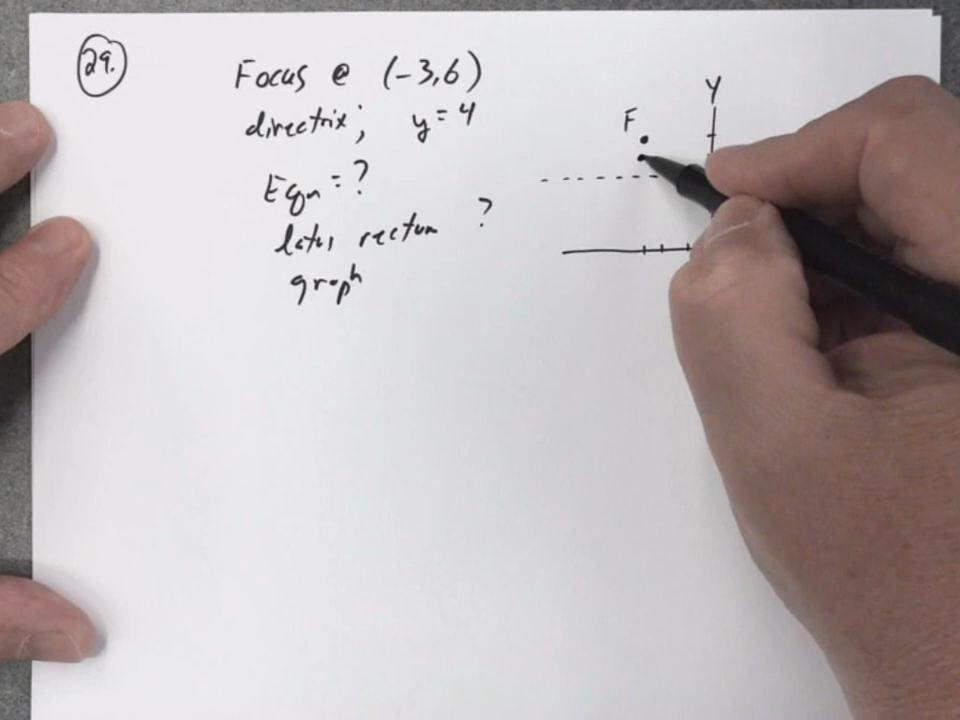 29.
Focus @ (-3,6)
directrix; y=4
Eqn = ?
latus rectum ?
graph
Y
F